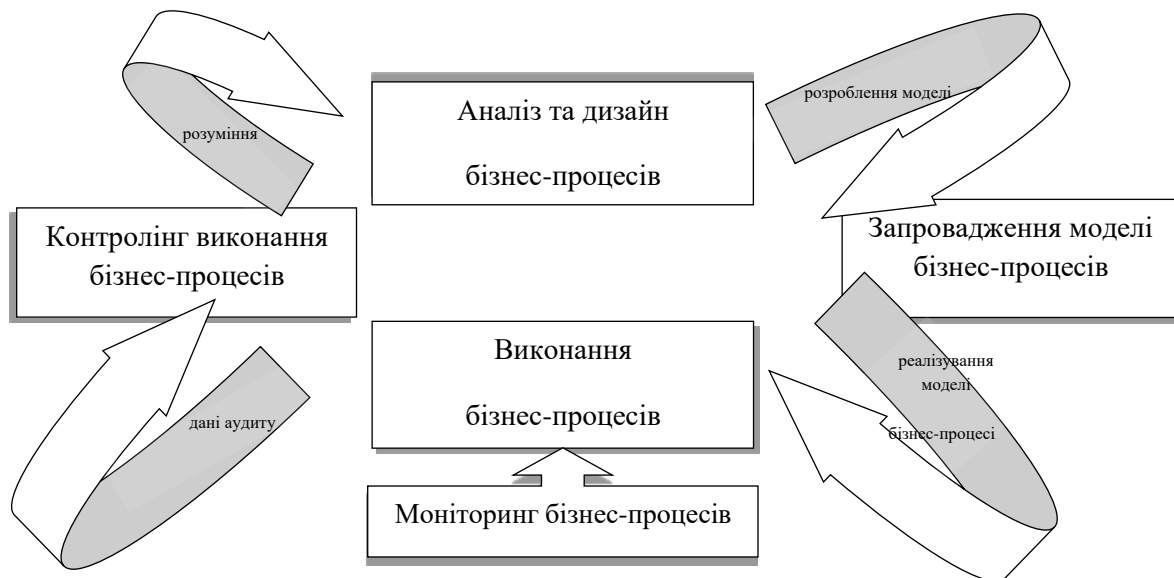 Аналіз та дизайн
бізнес-процесів
розроблення моделі
розуміння
Контролінг виконання
бізнес-процесів
Запровадження моделі
бізнес-процесів
Виконання
бізнес-процесів
реалізування
моделі
бізнес-процесі
дані аудиту
Моніторинг бізнес-процесів